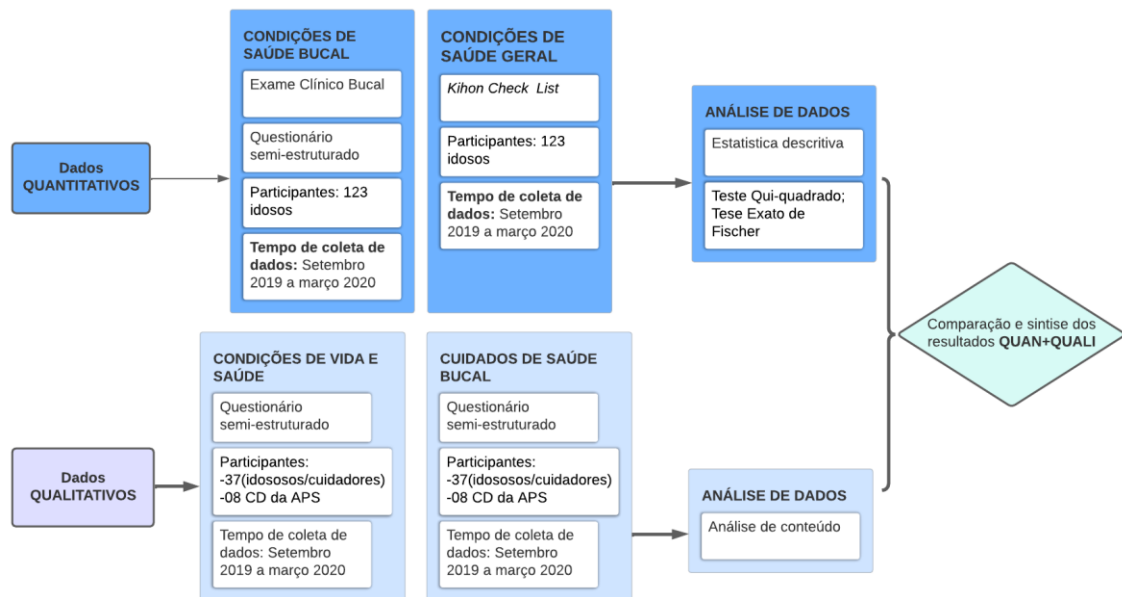 Dados
QUANTITATIVOS
CONDIÇÕES DE
SAÚDE BUCAL
Exame Clínico Bucal
Questionário
semi-estruturado
Participantes: 123
idosos
Tempo de coleta de
dados: Setembro
2019 a março 2020
CONDIÇÕES DE
SAÚDE GERAL
Kihon Check List
Participantes: 123
idosos
Tempo de coleta de
dados: Setembro
2019 a março 2020
ANÁLISE DE DADOS
Estatistica descritiva
Teste Qui-quadrado;
Tese Exato de
Fischer
Dados
QUALITATIVOS
CONDIÇÕES DE VIDA E
SAÚDE
Questionário
semi-estruturado
Participantes:
-37(idososos/cuidadores)
-08 CD da APS
Tempo de coleta de
dados: Setembro
2019 a março 2020
CUIDADOS DE SAÚDE
BUCAL
Questionário
semi-estruturado
Participantes:
-37(idososos/cuidadores)
-08 CD da APS
Tempo de coleta de
dados: Setembro
2019 a março 2020
ANÁLISE DE DADOS
Análise de conteúdo
Comparação e sintise dos
resultados QUAN+QUALI